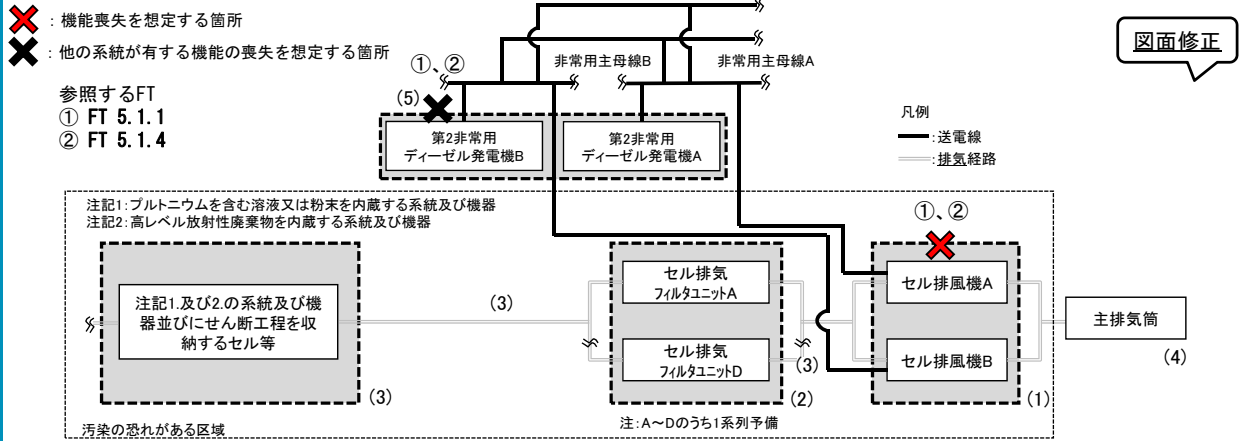 ：機能喪失を想定する箇所
：他の系統が有する機能の喪失を想定する箇所
図面修正
参照するFT
① FT 5.1.1
② FT 5.1.4
①、②
非常用主母線B
非常用主母線A
(5)
第2非常用
ディーゼル発電機B
第2非常用
ディーゼル発電機A
凡例
:送電線
:排気経路
注記1:プルトニウムを含む溶液又は粉末を内蔵する系統及び機器
注記2:高レベル放射性廃棄物を内蔵する系統及び機器
①、②
注記1.及び2.の系統及び機
器並びにせん断工程を収
納するセル等
(3)
(3)
セル排気
フィルタユニットA
セル排気
フィルタユニットD
(3)
(2)
セル排風機A
セル排風機B
(1)
主排気筒
(4)
注:A～Dのうち1系列予備
汚染の恐れがある区域